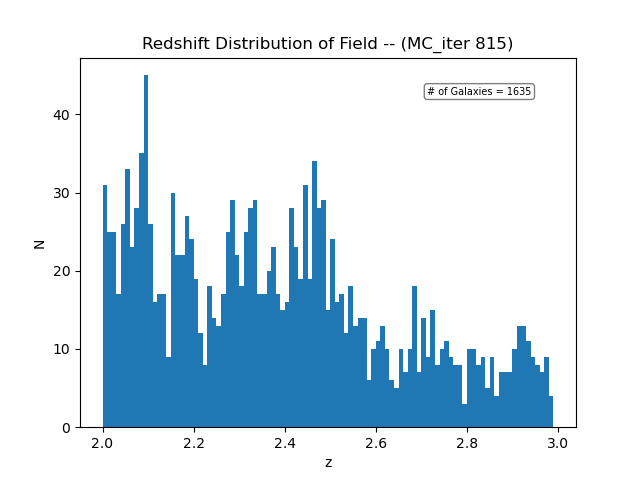 Redshift Distribution of Field -- (MC_iter 815)
# of Galaxies = 1635
N
40
30
20
10
0
2.0 2.2 2.4 2.6 2.8 3.0
z